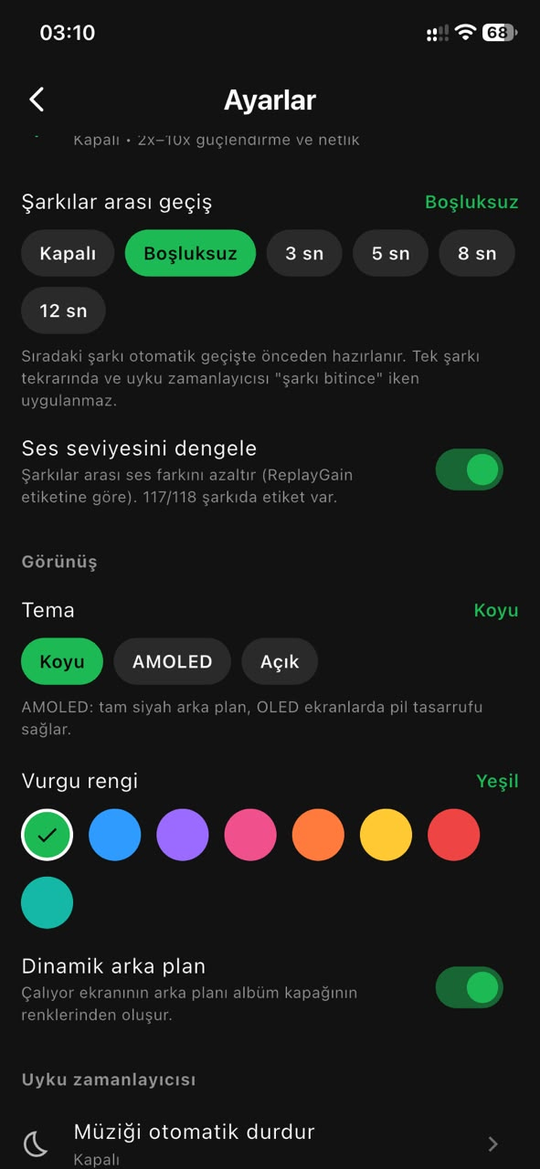 03:10
68
Ayarlar
Kapalı • 2x–10x güçlendirme ve netlik
Şarkılar arası geçiş
Boşluksuz
Kapalı
Boşluksuz
3 sn
5 sn
8 sn
12 sn
Sıradaki şarkı otomatik geçişte önceden hazırlanır. Tek şarkı
tekrarında ve uyku zamanlayıcısı "şarkı bitince" iken
uygulanmaz.
Ses seviyesini dengele
Şarkılar arası ses farkını azaltır (ReplayGain
etiketine göre). 117/118 şarkıda etiket var.
Görünüş
Tema
Koyu
Koyu
AMOLED
Açık
AMOLED: tam siyah arka plan, OLED ekranlarda pil tasarrufu
sağlar.
Vurgu rengi
Yeşil
Dinamik arka plan
Çalıyor ekranının arka planı albüm kapağının
renklerinden oluşur.
Uyku zamanlayıcısı
Müziği otomatik durdur
Kapalı